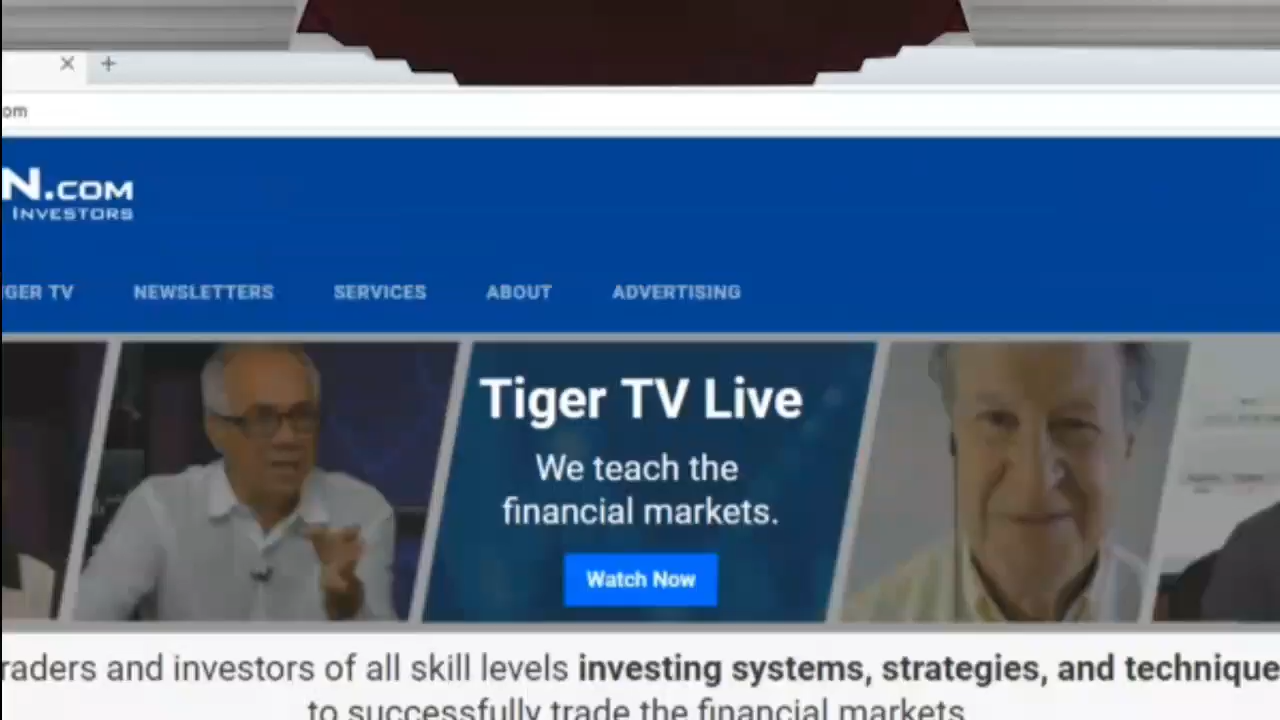 om
N.COM
INVESTORS
GER TV NEWSLETTERS SERVICES ABOUT ADVERTISING
Tiger TV Live
We teach the
financial markets.
Watch Now
raders and investors of all skill levels investing systems, strategies, and technique
to successfully trade the financial markets